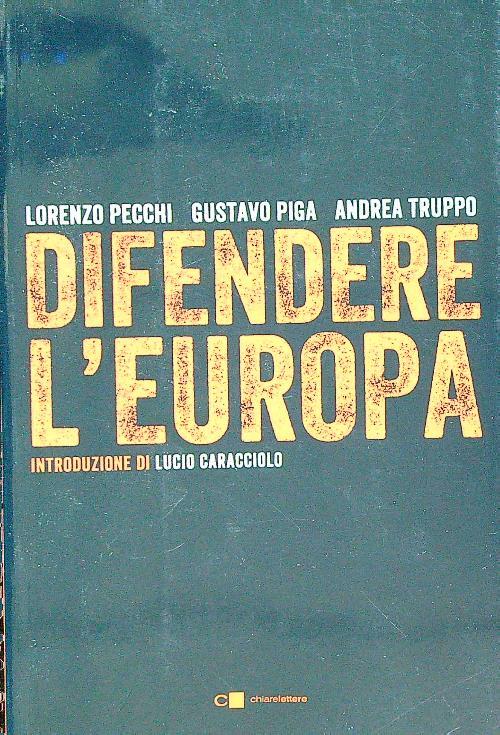 LORENZO PECCHI GUSTAVO PIGA ANDREA TRUPPO
DIFENDERE
L'EUROPA
INTRODUZIONE DI LUCIO CARACCIOLO
C chiarelettere